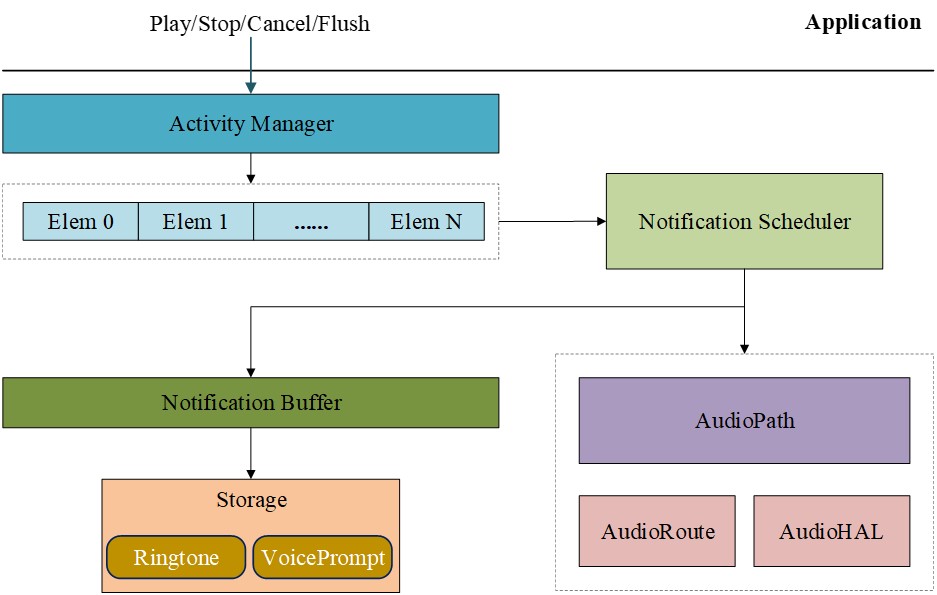 Play/Stop/Cancel/Flush
Application
Activity Manager
Elem 0
Elem 1
......
Elem N
Notification Scheduler
Notification Buffer
AudioPath
Storage
Ringtone
VoicePrompt
AudioRoute
AudioHAL